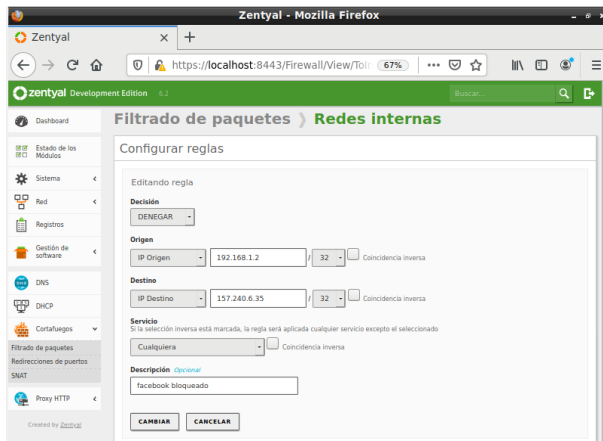 Zentyal - Mozilla Firefox
Zentyal
https://localhost:8443/Firewall/View/ToIn 67%
zentyal Development Edition 6.2 Buscar...
Filtrado de paquetes Redes internas
Dashboard
Estado de los Módulos
Sistema
Red
Registros
Gestión de software
DNS
DHCP
Cortafuegos
Filtrado de paquetes
Redirecciones de puertos
SNAT
Proxy HTTP
Created by Zentyal
Configurar reglas
Editando regla
Decisión
DENEGAR
Origen
IP Origen 192.168.1.2 / 32 Coincidencia inversa
Destino
IP Destino 157.240.6.35 / 32 Coincidencia inversa
Servicio
Si la selección inversa está marcada, la regla será aplicada cualquier servicio excepto el seleccionado
Cualquiera Coincidencia inversa
Descripción Opcional
facebook bloqueado
CAMBIAR CANCELAR